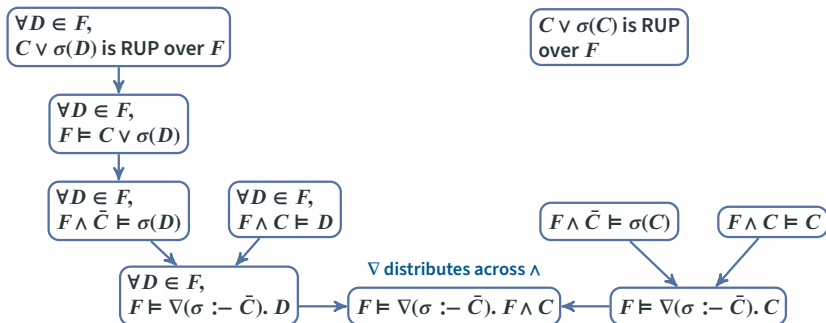 ∀D ∈ F,
C ∨ σ(D) is RUP over F
C ∨ σ(C) is RUP
over F
∀D ∈ F,
F ⊨ C ∨ σ(D)
∀D ∈ F,
F ∧ C̄ ⊨ σ(D)
∀D ∈ F,
F ∧ C ⊨ D
F ∧ C̄ ⊨ σ(C)
F ∧ C ⊨ C
∀D ∈ F,
F ⊨ ∇(σ :– C̄). D
∇ distributes across ∧
F ⊨ ∇(σ :– C̄). F ∧ C
F ⊨ ∇(σ :– C̄). C